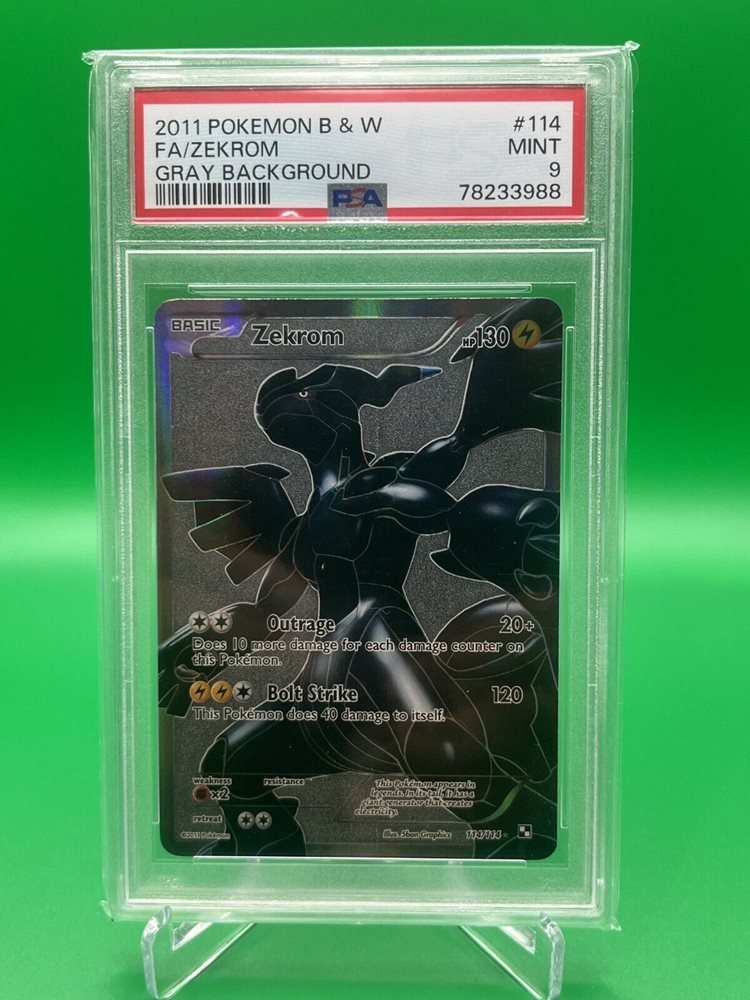 2011 POKEMON B & W #114
FA/ZEKROM MINT
GRAY BACKGROUND 9
PSA 78233988
BASIC Zekrom HP130
Outrage 20+
Does 10 more damage for each damage counter on
this Pokémon.
Bolt Strike 120
This Pokémon does 40 damage to itself.
weakness resistance
x2
retreat
This Pokémon appears in
legends. In its tail, it has a
giant generator that creates
electricity.
©2011 Pokémon Illus. 5ban Graphics 114/114